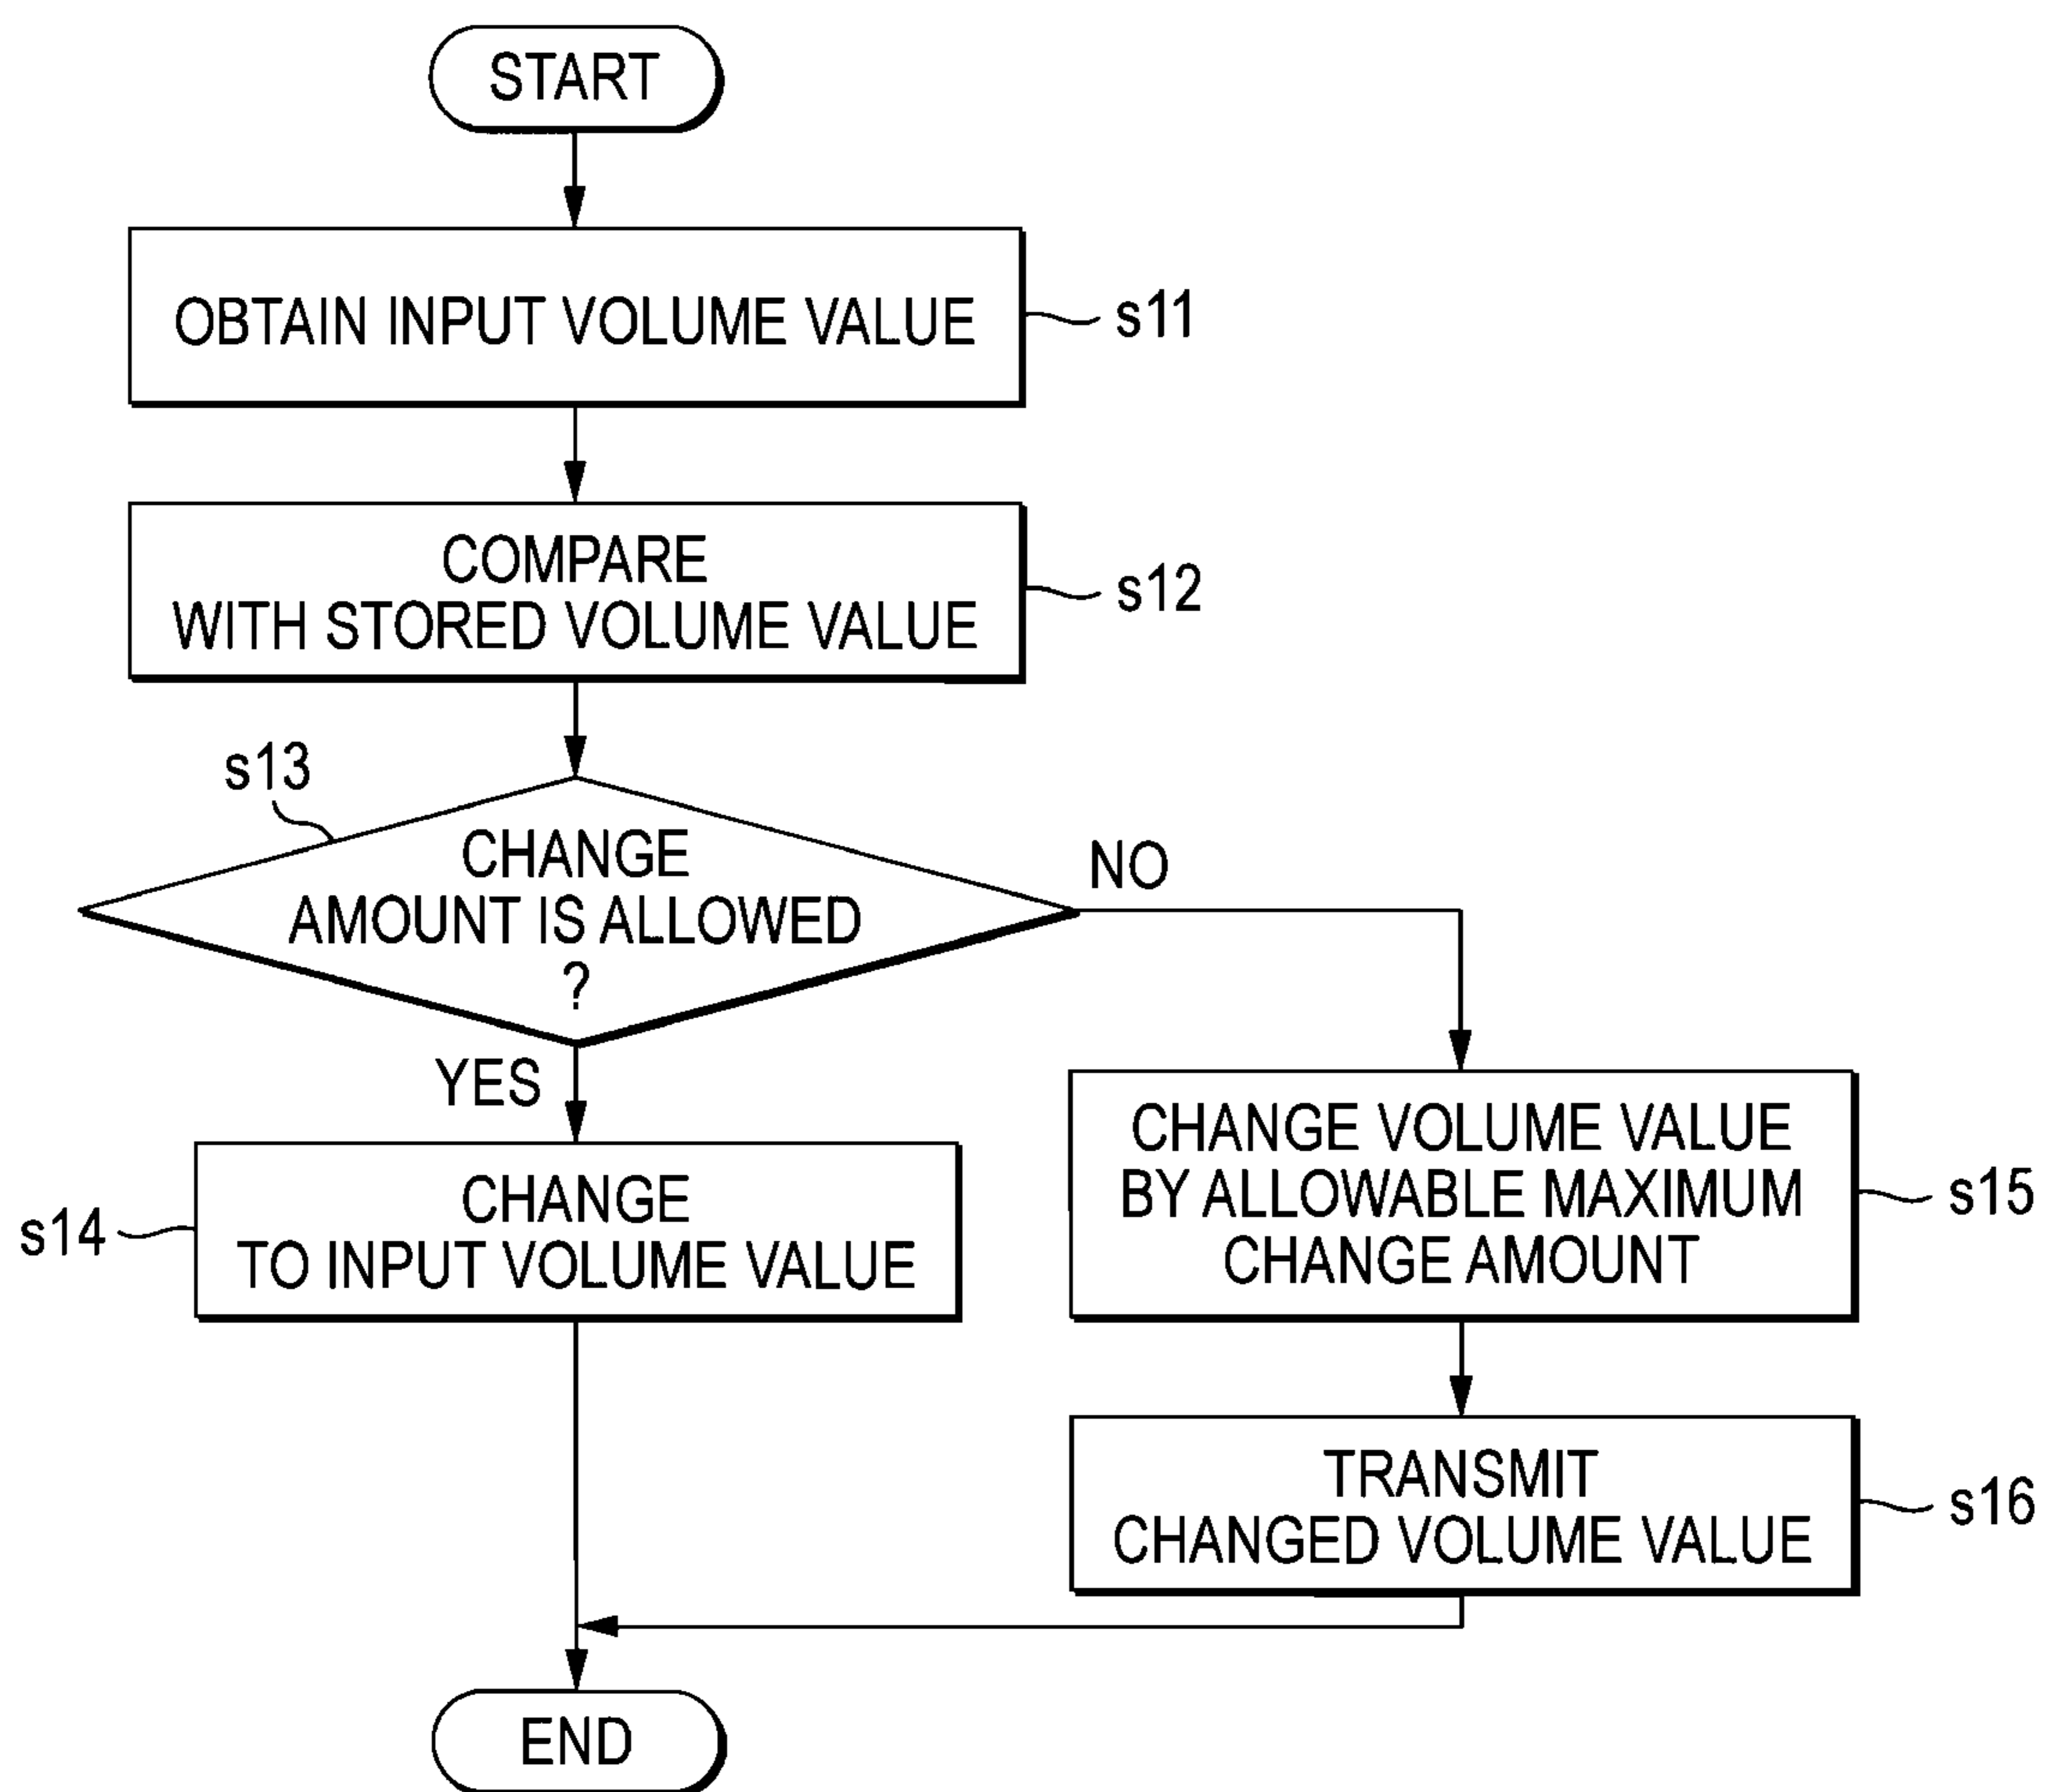 START
OBTAIN INPUT VOLUME VALUE
s11
COMPARE
WITH STORED VOLUME VALUE
s12
s13
CHANGE
AMOUNT IS ALLOWED
?
NO
YES
s14
CHANGE
TO INPUT VOLUME VALUE
CHANGE VOLUME VALUE
BY ALLOWABLE MAXIMUM
CHANGE AMOUNT
s15
TRANSMIT
CHANGED VOLUME VALUE
s16
END